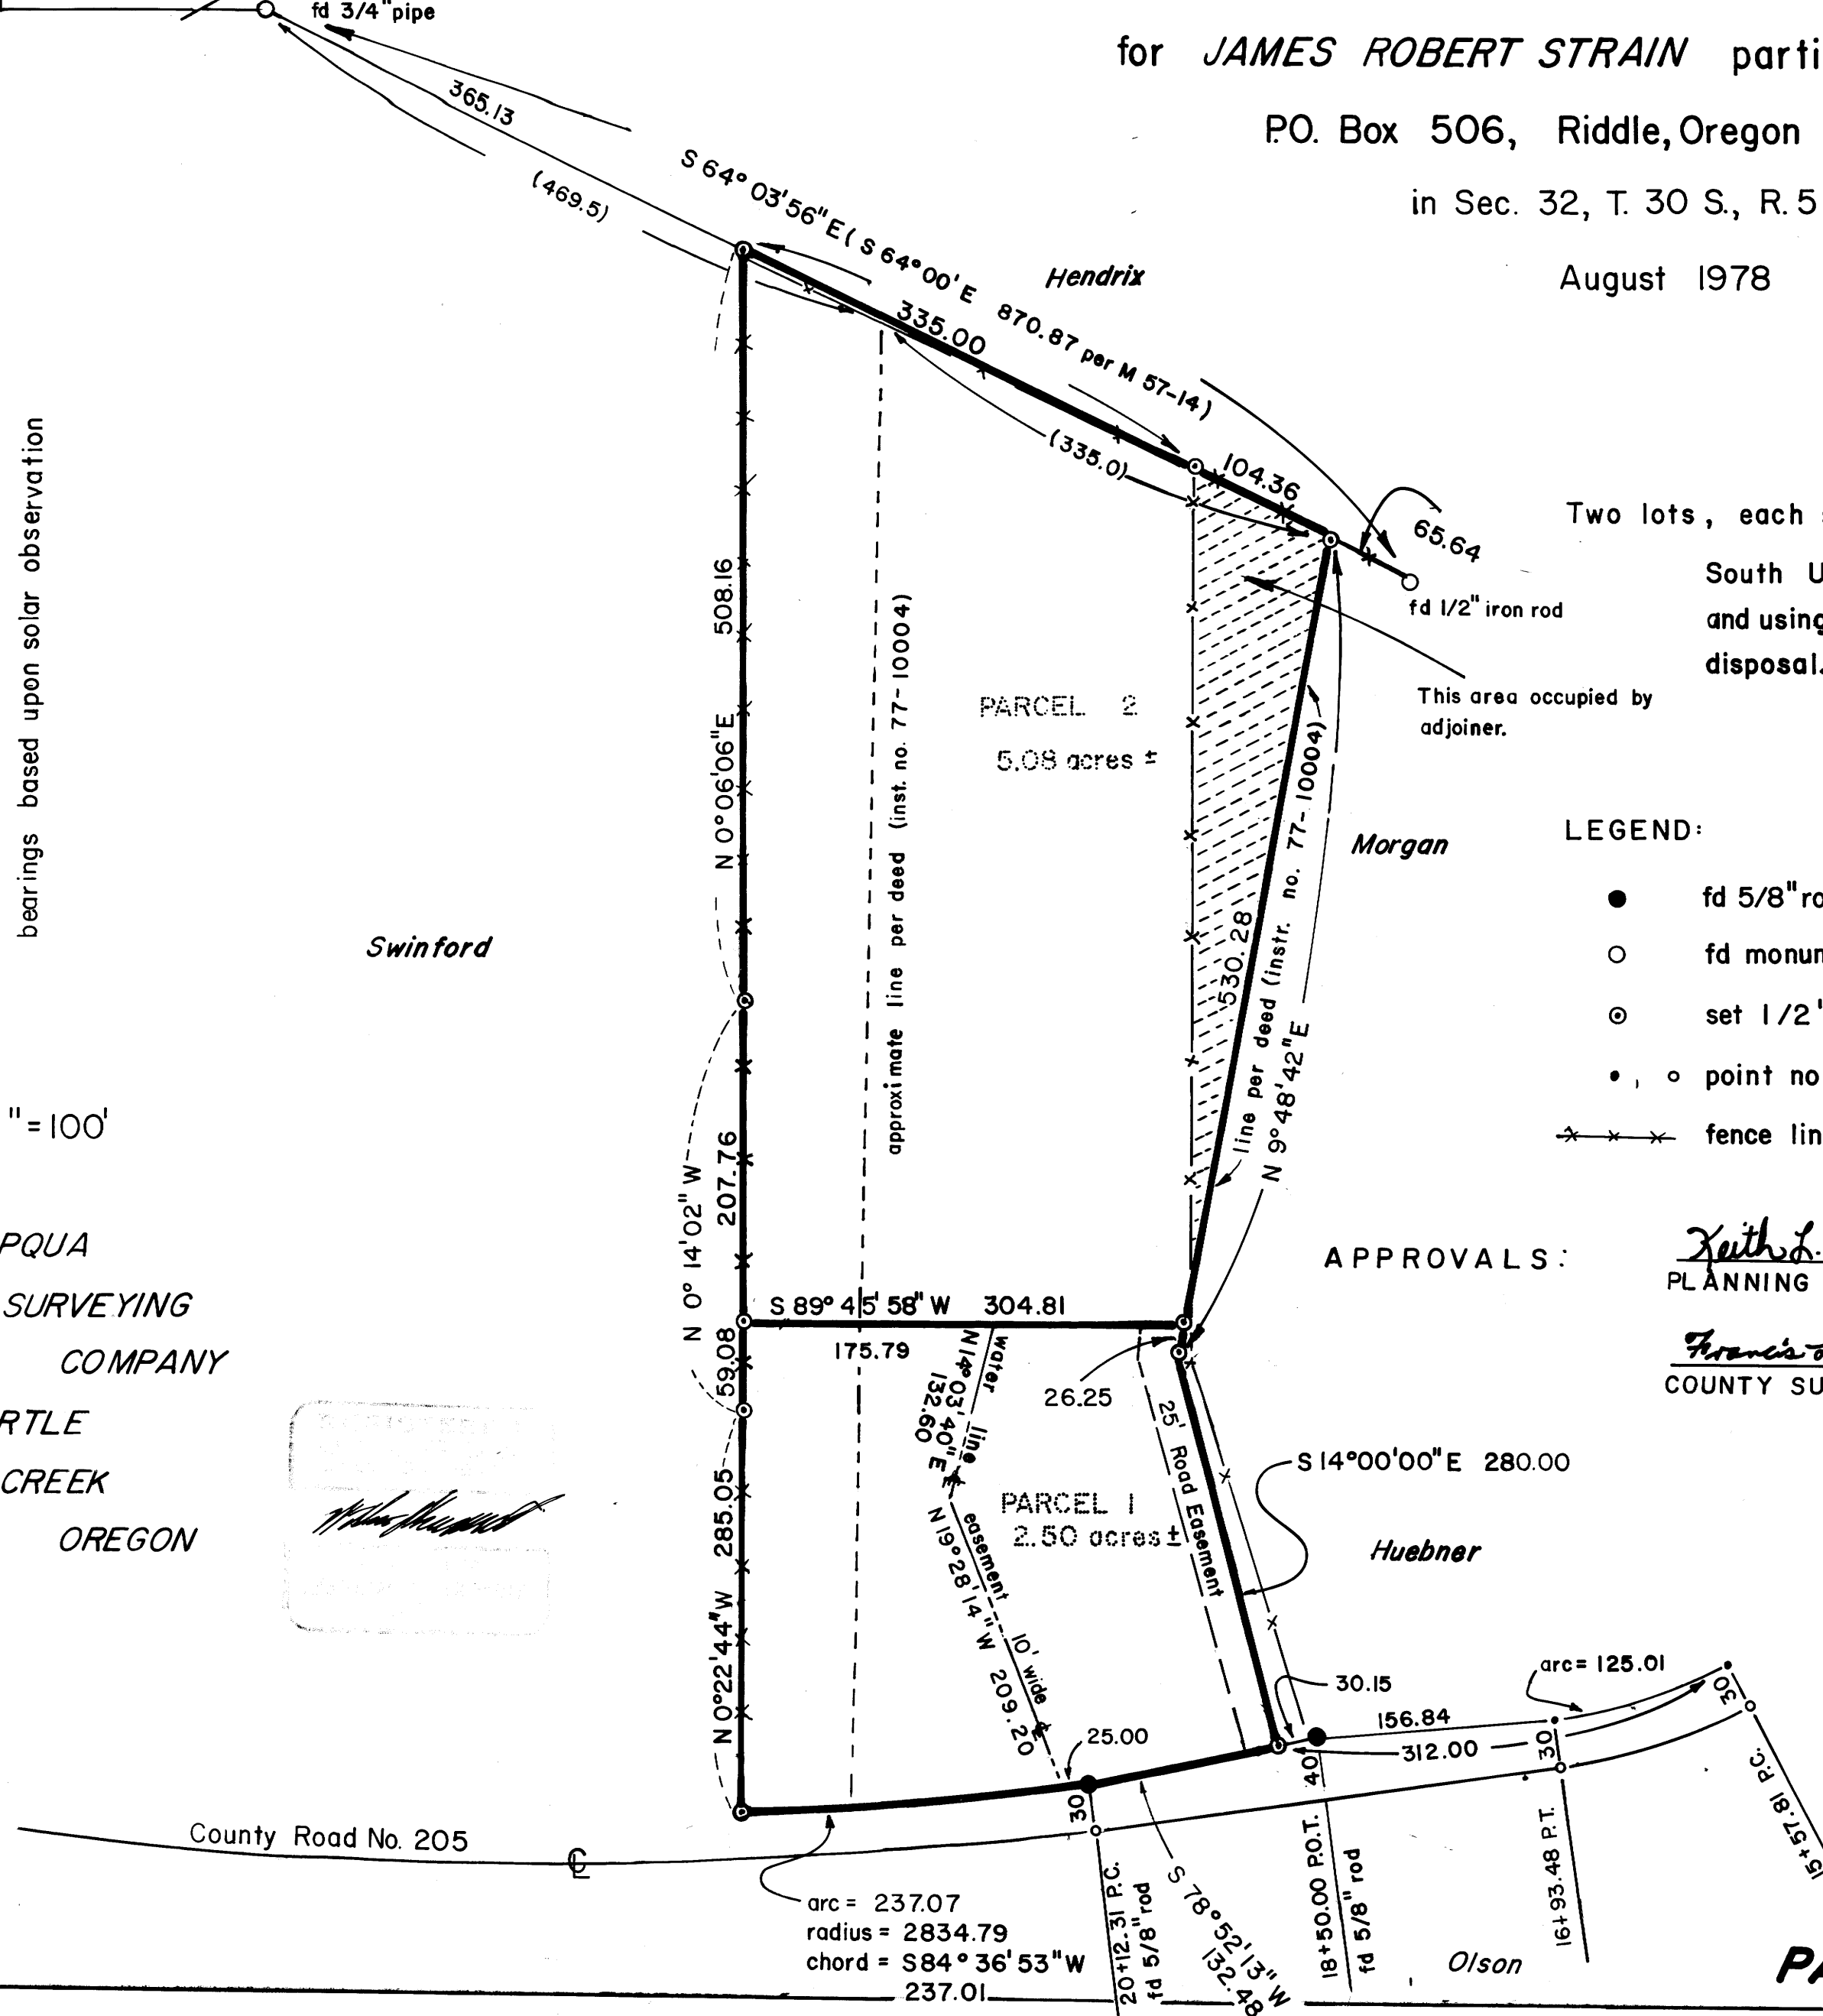 fd 3/4" pipe
for JAMES ROBERT STRAIN parti
P.O. Box 506, Riddle, Oregon
in Sec. 32, T. 30 S., R. 5
August 1978
365.13
(469.5)
S 64° 03' 56" E ( S 64° 00' E 870.87 per M 57-14)
Hendrix
335.00
(335.0)
104.36
65.64
fd 1/2" iron rod
This area occupied by
adjoiner.
Two lots, each
South U
and using
disposal.
bearings based upon solar observation
508.16
N 0° 06' 06" E
approximate line per deed (inst. no. 77-10004)
PARCEL 2
5.08 acres ±
530.28
line per deed (instr. no. 77-10004)
N 9° 48' 42" E
Morgan
Swinford
LEGEND:
fd 5/8" ro
fd monum
set 1/2"
point no
fence lin
" = 100'
PQUA
SURVEYING
COMPANY
RTLE
CREEK
OREGON
N 0° 14' 02" W
207.76
59.08
S 89° 45' 58" W 304.81
175.79
26.25
APPROVALS:
Keith L.
PLANNING
Francis
COUNTY SU
water line easement 10' wide
N 14° 03' 40" E
132.60
N 19° 28' 14" W 209.20
PARCEL 1
2.50 acres ±
25' Road Easement
S 14° 00' 00" E 280.00
Huebner
N 0° 22' 44" W 285.05
30.15
25.00
arc = 125.01
156.84
312.00
30
40
30
30
County Road No. 205
arc = 237.07
radius = 2834.79
chord = S 84° 36' 53" W
237.01
20+12.31 P.C.
fd 5/8" rod
S 78° 52' 13" W
132.48
18+50.00 P.O.T.
fd 5/8" rod
16+93.48 P.T.
15+57.81 P.C.
Olson
PA